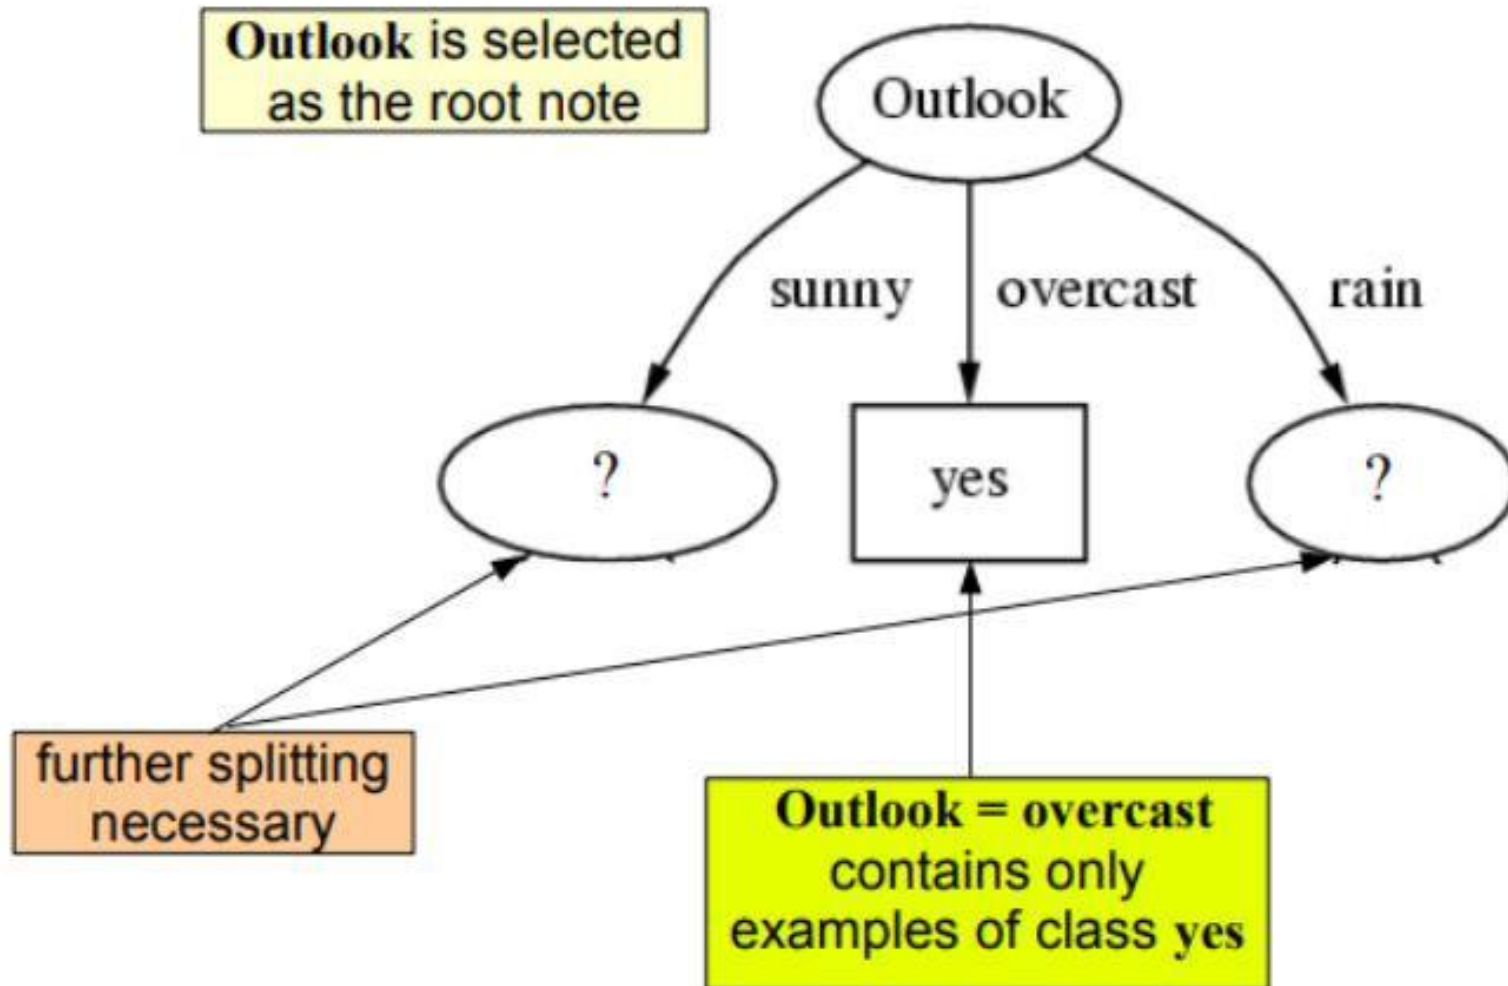 Outlook is selected
as the root note
Outlook
sunny
overcast
rain
?
yes
?
further splitting
necessary
Outlook = overcast
contains only
examples of class yes